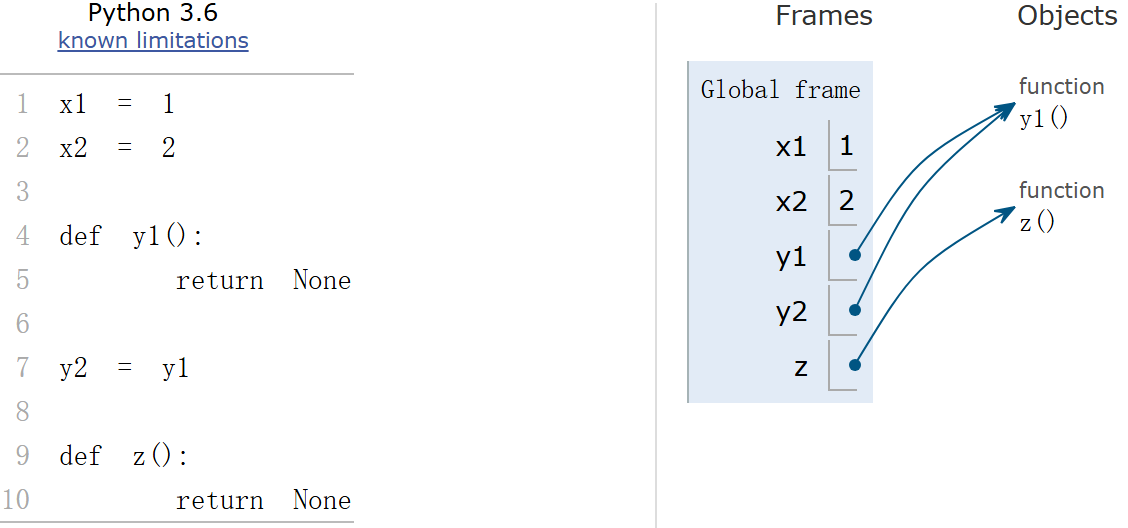 Python 3.6
known limitations
1 x1 = 1
2 x2 = 2
3
4 def y1():
5 return None
6
7 y2 = y1
8
9 def z():
10 return None
Frames Objects
Global frame
x1 1
x2 2
y1
y2
z
function
y1()
function
z()